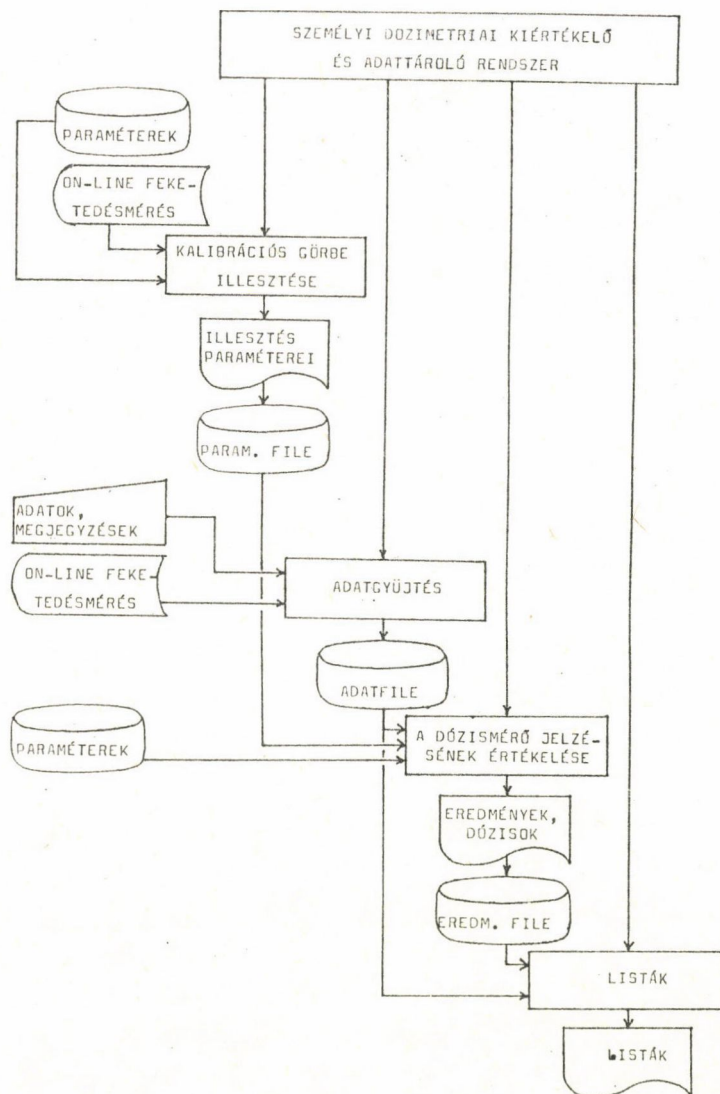 SZEMÉLYI DOZIMETRIAI KIÉRTÉKELŐ
ÉS ADATTÁROLÓ RENDSZER
PARAMÉTEREK
ON-LINE FEKE-
TEDÉSMÉRÉS
KALIBRÁCIÓS GÖRBE
ILLESZTÉSE
ILLESZTÉS
PARAMÉTEREI
PARAM. FILE
ADATOK,
MEGJEGYZÉSEK
ON-LINE FEKE-
TEDÉSMÉRÉS
ADATGYÜJTÉS
ADATFILE
PARAMÉTEREK
A DÓZISMÉRŐ JELZÉ-
SÉNEK ÉRTÉKELÉSE
EREDMÉNYEK,
DÓZISOK
EREDM. FILE
LISTÁK
LISTÁK